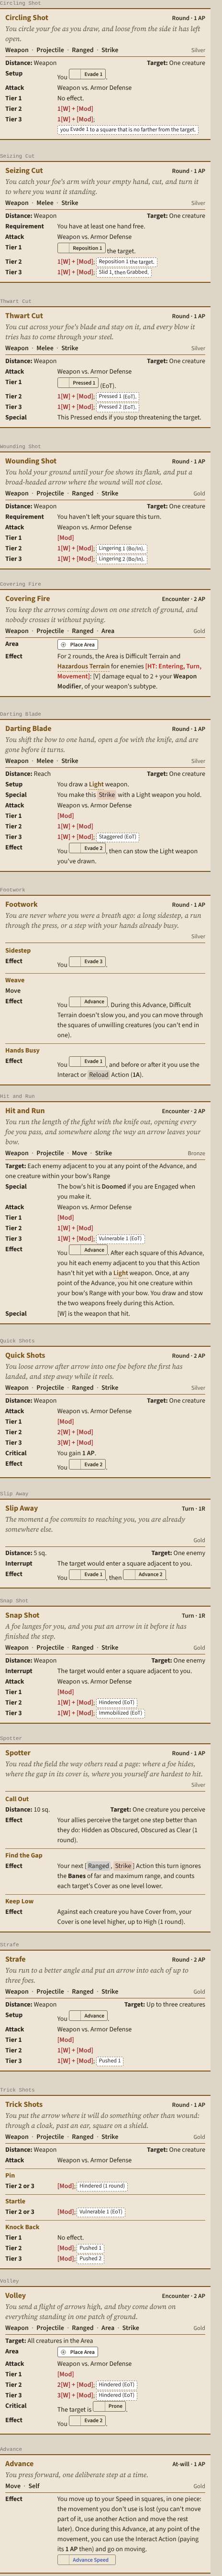 Circling Shot
Circling Shot Round · 1 AP
You circle your foe as you draw, and loose from the side it has left
open.
Weapon · Projectile · Ranged · Strike Silver
Distance: Weapon Target: One creature
Setup You Evade 1
Attack Weapon vs. Armor Defense
Tier 1 No effect.
Tier 2 1[W] + [Mod]
Tier 3 1[W] + [Mod];
you Evade 1 to a square that is no farther from the target.
Seizing Cut
Seizing Cut Round · 1 AP
You catch your foe's arm with your empty hand, cut, and turn it
to where you want it standing.
Weapon · Melee · Strike Silver
Distance: Weapon Target: One creature
Requirement You have at least one hand free.
Attack Weapon vs. Armor Defense
Tier 1 Reposition 1 the target.
Tier 2 1[W] + [Mod]; Reposition 1 the target.
Tier 3 1[W] + [Mod]; Slid 1, then Grabbed.
Thwart Cut
Thwart Cut Round · 1 AP
You cut across your foe's blade and stay on it, and every blow it
tries has to come through your steel.
Weapon · Melee · Strike Silver
Distance: Weapon Target: One creature
Attack Weapon vs. Armor Defense
Tier 1 Pressed 1 (EoT).
Tier 2 1[W] + [Mod]; Pressed 1 (EoT).
Tier 3 1[W] + [Mod]; Pressed 2 (EoT).
Special This Pressed ends if you stop threatening the target.
Wounding Shot
Wounding Shot Round · 1 AP
You hold your ground until your foe shows its flank, and put a
broad-headed arrow where the wound will not close.
Weapon · Projectile · Ranged · Strike Gold
Distance: Weapon Target: One creature
Requirement You haven't left your square this turn.
Attack Weapon vs. Armor Defense
Tier 1 [Mod]
Tier 2 1[W] + [Mod]; Lingering 1 (Bo/In).
Tier 3 1[W] + [Mod]; Lingering 2 (Bo/In).
Covering Fire
Covering Fire Encounter · 2 AP
You keep the arrows coming down on one stretch of ground, and
nobody crosses it without paying.
Weapon · Projectile · Ranged · Area Gold
Area Place Area
Effect For 2 rounds, the Area is Difficult Terrain and
Hazardous Terrain for enemies [HT: Entering, Turn,
Movement]: [V] damage equal to 2 + your Weapon
Modifier, of your weapon's subtype.
Darting Blade
Darting Blade Round · 1 AP
You shift the bow to one hand, open a foe with the knife, and are
gone before it turns.
Weapon · Melee · Strike Silver
Distance: Reach Target: One creature
Setup You draw a Light weapon.
Special You make this Strike with a Light weapon you hold.
Attack Weapon vs. Armor Defense
Tier 1 [Mod]
Tier 2 1[W] + [Mod]
Tier 3 1[W] + [Mod]; Staggered (EoT)
Effect You Evade 2, then can stow the Light weapon
you've drawn.
Footwork
Footwork Round · 1 AP
You are never where you were a breath ago: a long sidestep, a run
through the press, or a step with your hands already busy.
Silver
Sidestep
Effect You Evade 3.
Weave
Move
Effect You Advance. During this Advance, Difficult
Terrain doesn't slow you, and you can move through
the squares of unwilling creatures (you can't end in
one).
Hands Busy
Effect You Evade 1, and before or after it you use the
Interact or Reload Action (1A).
Hit and Run
Hit and Run Encounter · 2 AP
You run the length of the fight with the knife out, opening every
foe you pass, and somewhere along the way an arrow leaves your
bow.
Weapon · Projectile · Move · Strike Bronze
Target: Each enemy adjacent to you at any point of the Advance, and
one creature within your bow's Range
Special The bow's hit is Doomed if you are Engaged when
you make it.
Attack Weapon vs. Armor Defense
Tier 1 [Mod]
Tier 2 1[W] + [Mod]
Tier 3 1[W] + [Mod]; Vulnerable 1 (EoT)
Effect You Advance. After each square of this Advance,
you hit each enemy adjacent to you that this Action
hasn't hit yet with a Light weapon. Once, at any
point of the Advance, you hit one creature within
your bow's Range with your bow. You draw and stow
the two weapons freely during this Action.
Special [W] is the weapon that hit.
Quick Shots
Quick Shots Round · 2 AP
You loose arrow after arrow into one foe before the first has
landed, and step away while it reels.
Weapon · Projectile · Ranged · Strike Silver
Distance: Weapon Target: One creature
Attack Weapon vs. Armor Defense
Tier 1 [Mod]
Tier 2 2[W] + [Mod]
Tier 3 3[W] + [Mod]
Critical You gain 1 AP.
Effect You Evade 2.
Slip Away
Slip Away Turn · 1R
The moment a foe commits to reaching you, you are already
somewhere else.
Gold
Distance: 5 sq. Target: One enemy
Interrupt The target would enter a square adjacent to you.
Effect You Evade 1, then Advance 2.
Snap Shot
Snap Shot Turn · 1R
A foe lunges for you, and you put an arrow in it before it has
finished the step.
Weapon · Projectile · Ranged · Strike Gold
Distance: Weapon Target: One enemy
Interrupt The target would enter a square adjacent to you.
Tier 1 [Mod]
Tier 2 1[W] + [Mod]; Hindered (EoT)
Tier 3 1[W] + [Mod]; Immobilized (EoT)
Spotter
Spotter Round · 1 AP
You read the field the way others read a page: where a foe hides,
where the gap in its cover is, where you yourself are hardest to hit.
Silver
Call Out
Distance: 10 sq. Target: One creature you perceive
Effect Your allies perceive the target one step better than
they do: Hidden as Obscured, Obscured as Clear (1
round).
Find the Gap
Effect Your next [Ranged, Strike] Action this turn ignores
the Banes of far and maximum range, and counts
each target's Cover as one level lower.
Keep Low
Effect Against each creature you have Cover from, your
Cover is one level higher, up to High (1 round).
Strafe
Strafe Round · 2 AP
You run to a better angle and put an arrow into each of up to
three foes.
Weapon · Projectile · Ranged · Strike Silver
Distance: Weapon Target: Up to three creatures
Setup You Advance
Attack Weapon vs. Armor Defense
Tier 1 [Mod]
Tier 2 1[W] + [Mod]
Tier 3 1[W] + [Mod]; Pushed 1
Trick Shots
Trick Shots Round · 1 AP
You put the arrow where it will do something other than wound:
through a cloak, past an ear, square on a shield.
Weapon · Projectile · Ranged · Strike Gold
Distance: Weapon Target: One creature
Attack Weapon vs. Armor Defense
Pin
Tier 2 or 3 [Mod]; Hindered (1 round)
Startle
Tier 2 or 3 [Mod]; Vulnerable 1 (EoT)
Knock Back
Tier 1 No effect.
Tier 2 [Mod]; Pushed 1
Tier 3 [Mod]; Pushed 2
Volley
Volley Encounter · 2 AP
You send a flight of arrows high, and they come down on
everything standing in one patch of ground.
Weapon · Projectile · Ranged · Area · Strike Gold
Target: All creatures in the Area
Area Place Area
Attack Weapon vs. Armor Defense
Tier 1 [Mod]
Tier 2 2[W] + [Mod]; Hindered (EoT)
Tier 3 3[W] + [Mod]; Hindered (EoT)
Critical The target is Prone.
Effect You Evade 2.
Advance
Advance At-will · 1 AP
You press forward, one deliberate step at a time.
Move · Self Gold
Effect You move up to your Speed in squares, in one piece:
the movement you don't use is lost (you can't move
part of it, use another Action and move the rest
later). Once, at any point during the
movement, you can use the Interact Action (paying
its 1 AP then) and go on moving.
Advance Speed